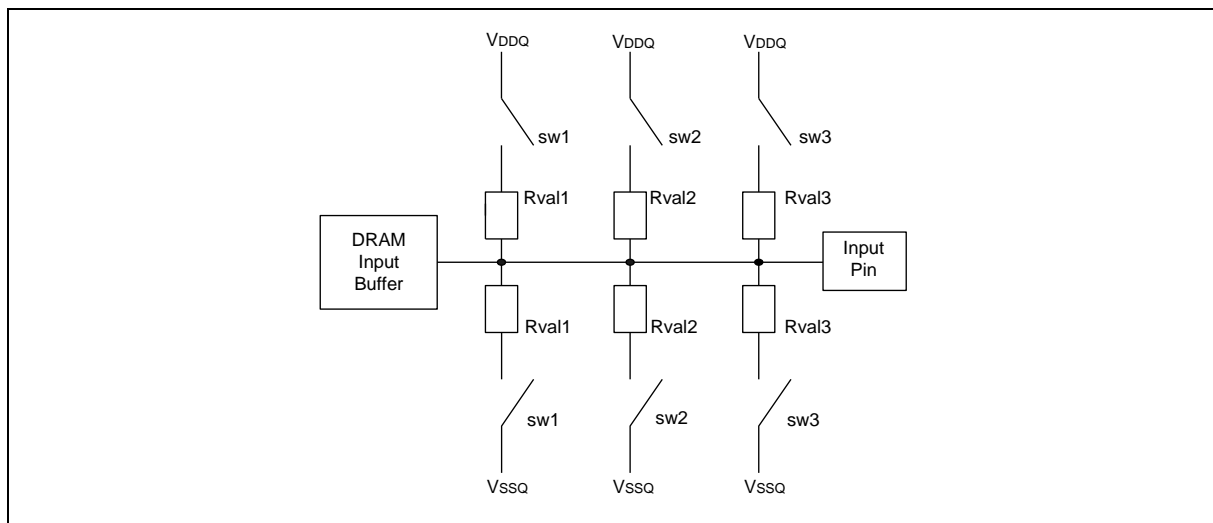 VDDQ VDDQ VDDQ
sw1 sw2 sw3
Rval1 Rval2 Rval3
DRAM
Input
Buffer
Input
Pin
Rval1 Rval2 Rval3
sw1 sw2 sw3
VSSQ VSSQ VSSQ